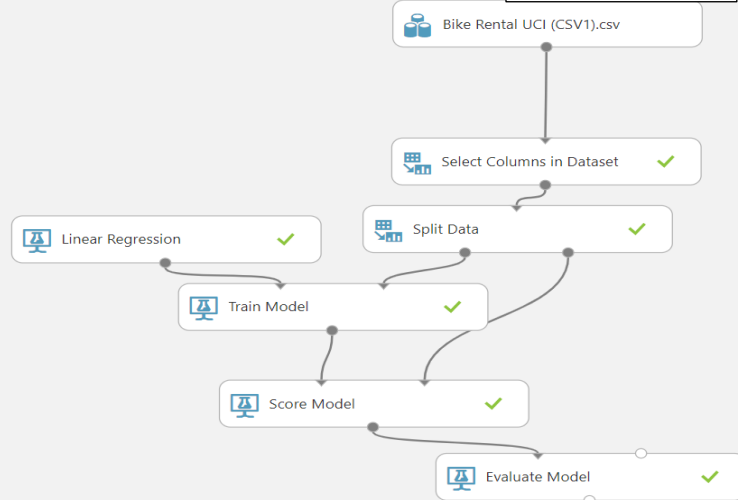 Bike Rental UCI (CSV1).csv
Select Columns in Dataset
Split Data
Linear Regression
Train Model
Score Model
Evaluate Model